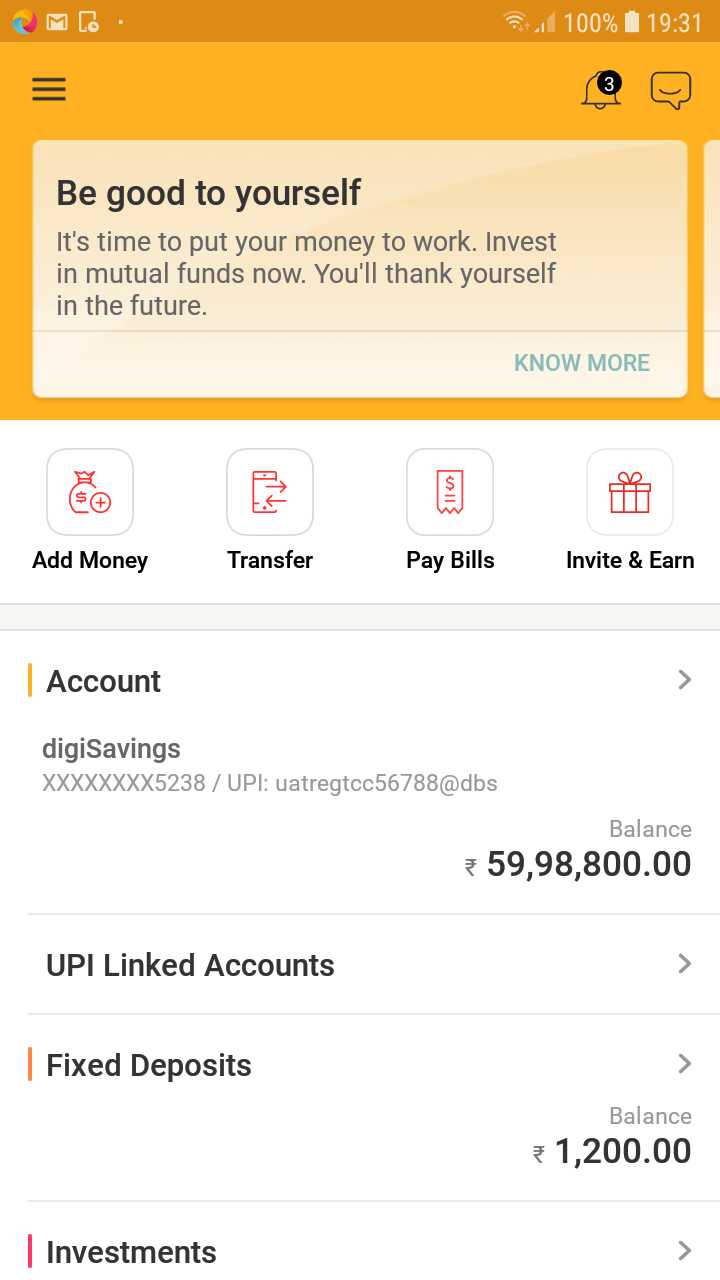 100% 19:31
3
Be good to yourself
It's time to put your money to work. Invest
in mutual funds now. You'll thank yourself
in the future.
KNOW MORE
Add Money Transfer Pay Bills Invite & Earn
Account
digiSavings
XXXXXXXX5238 / UPI: uatregtcc56788@dbs
Balance
₹ 59,98,800.00
UPI Linked Accounts
Fixed Deposits
Balance
₹ 1,200.00
Investments